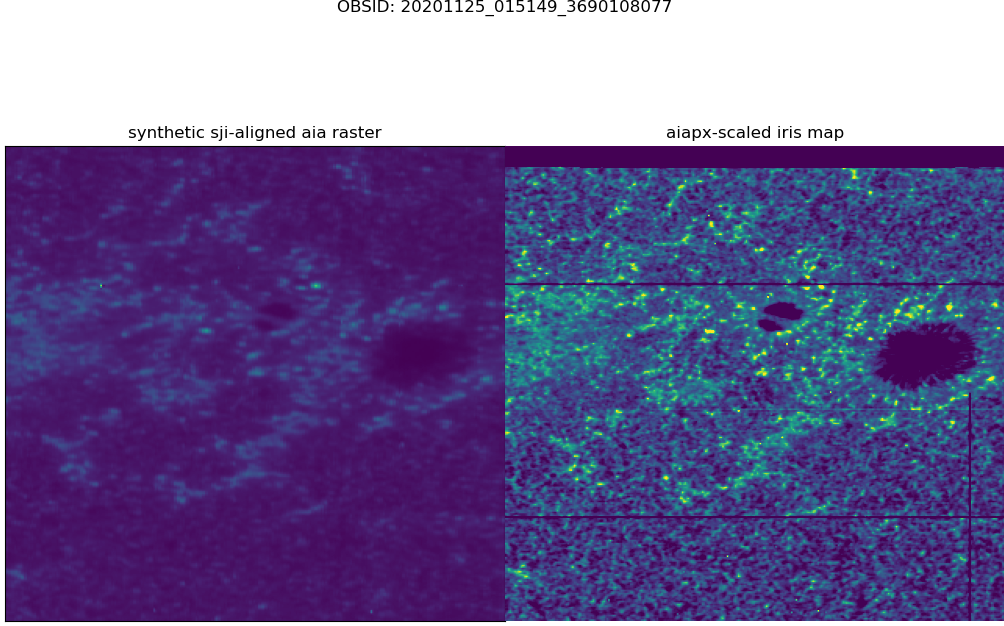 OBSID: 20201125_015149_3690108077
synthetic sji-aligned aia raster
aiapx-scaled iris map